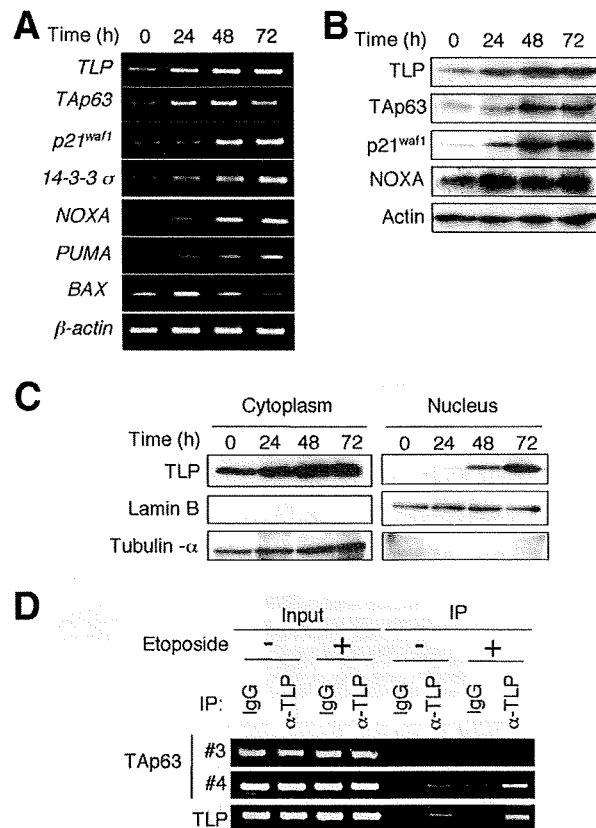 A
Time (h) 0 24 48 72
TLP
TAp63
p21waf1
14-3-3 σ
NOXA
PUMA
BAX
β-actin
B
Time (h) 0 24 48 72
TLP
TAp63
p21waf1
NOXA
Actin
C
Cytoplasm Nucleus
Time (h) 0 24 48 72 0 24 48 72
TLP
Lamin B
Tubulin -α
D
Input IP
Etoposide - + - +
IP: IgG α-TLP IgG α-TLP IgG α-TLP IgG α-TLP
TAp63 #3
#4
TLP